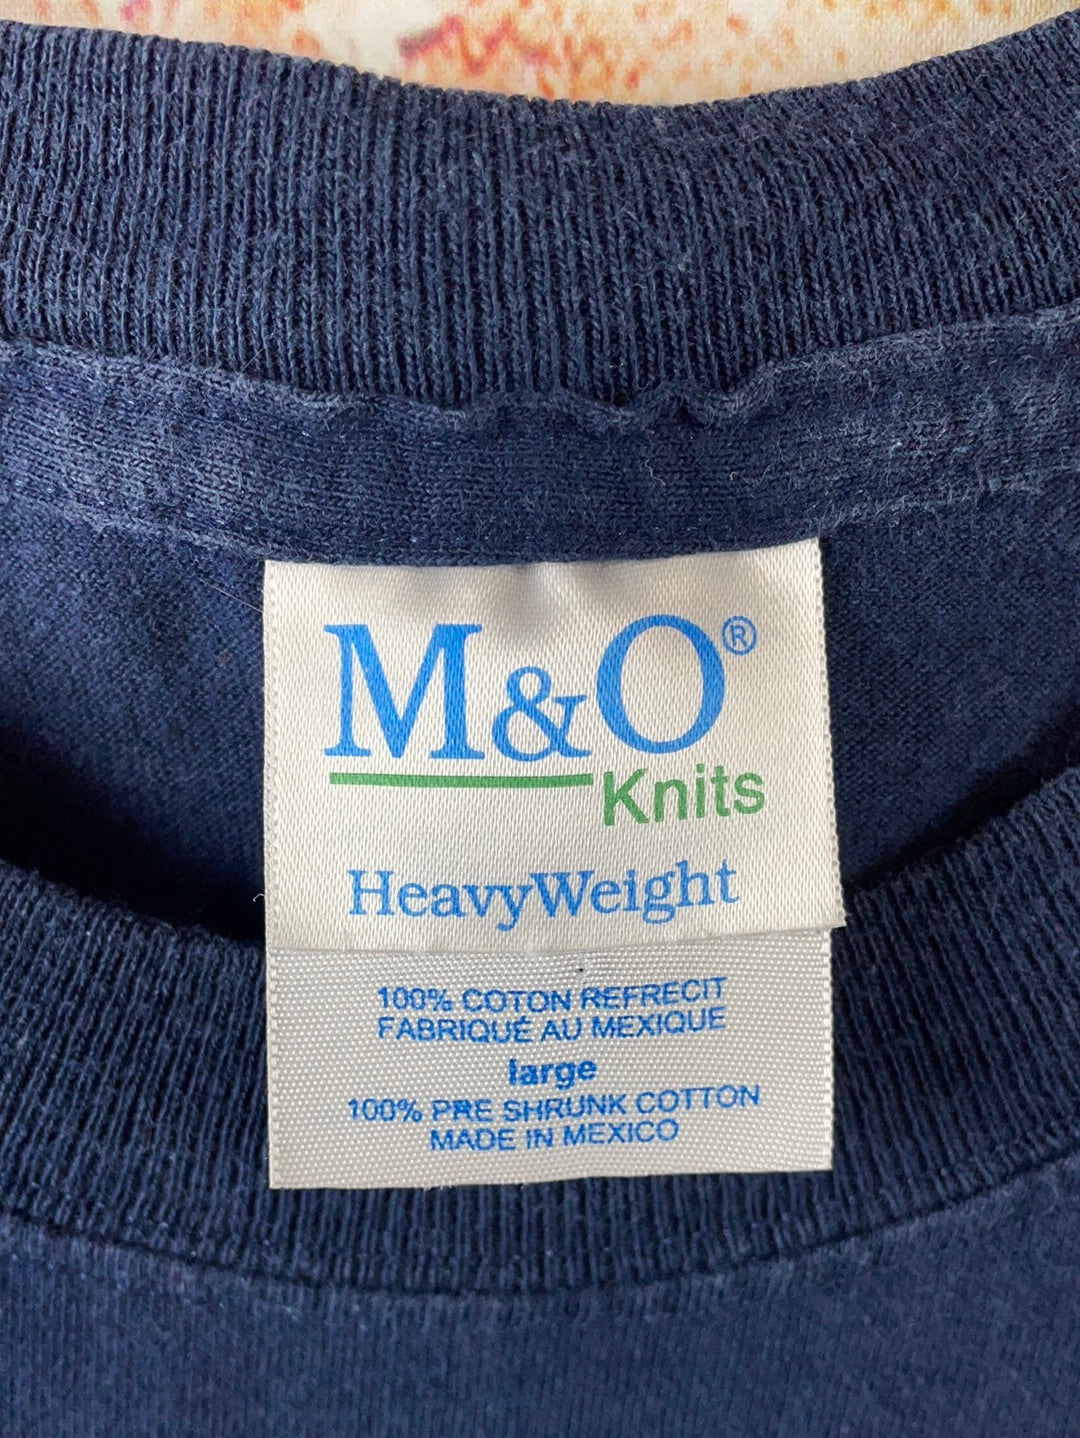 M&O®
Knits
HeavyWeight
100% COTON REFRECIT
FABRIQUÉ AU MEXIQUE
large
100% PRE SHRUNK COTTON
MADE IN MEXICO